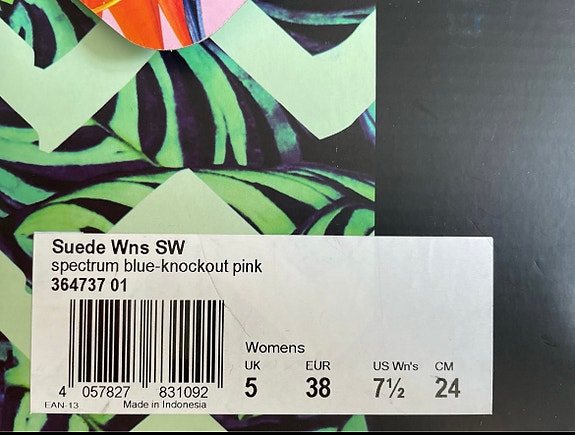 Suede Wns SW
spectrum blue-knockout pink
364737 01
Womens
UK EUR US Wn's CM
5 38 7½ 24
4 057827 831092
EAN-13 Made in Indonesia